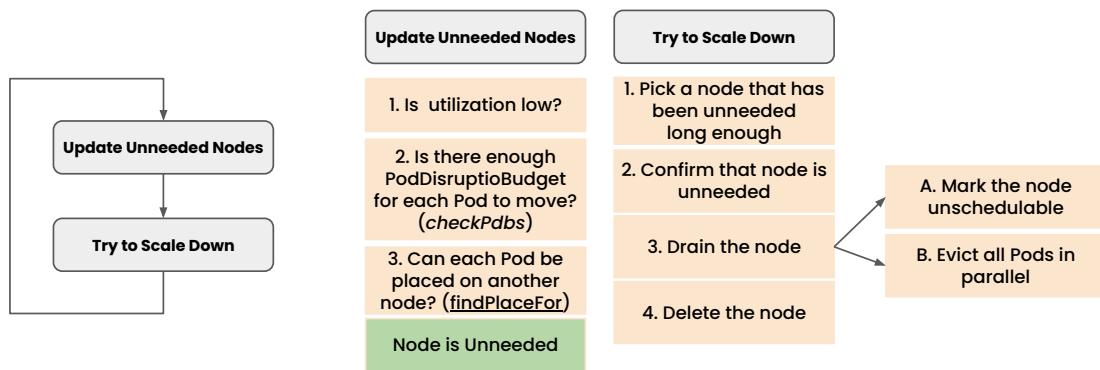 Update Unneeded Nodes
Try to Scale Down
Update Unneeded Nodes
1. Is  utilization low?
2. Is there enough
PodDisruptioBudget
for each Pod to move?
(checkPdbs)
3. Can each Pod be
placed on another
node? (findPlaceFor)
Node is Unneeded
Try to Scale Down
1. Pick a node that has
been unneeded
long enough
2. Confirm that node is
unneeded
3. Drain the node
4. Delete the node
A. Mark the node
unschedulable
B. Evict all Pods in
parallel